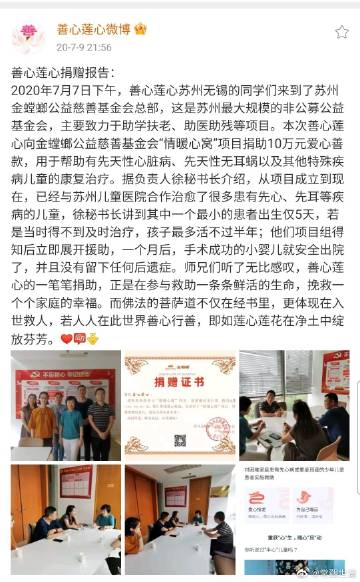 善心莲心微博
20-7-9 21:56
善心莲心捐赠报告：
2020年7月7日下午，善心莲心苏州无锡的同学们来到了苏州
金螳螂公益慈善基金会总部，这是苏州最大规模的非公募公益
基金会，主要致力于助学扶老、助医助残等项目。本次善心莲
心向金螳螂公益慈善基金会“情暖心窝”项目捐助10万元爱心善
款，用于帮助有先天性心脏病、先天性无耳蜗以及其他特殊疾
病儿童的康复治疗。据负责人徐秘书长介绍，从项目成立到现
在，已经与苏州儿童医院合作治愈了很多患有先心、先耳等疾
病的儿童，徐秘书长讲到其中一个最小的患者出生仅5天，若
是当时得不到及时治疗，孩子最多活不过半年；他们项目组得
知后立即展开援助，一个月后，手术成功的小婴儿就安全出院
了，并且没有留下任何后遗症。师兄们听了无比感叹，善心莲
心的一笔笔捐助，正是在参与救助一条条鲜活的生命，挽救一
个个家庭的幸福。而佛法的菩萨道不仅在经书里，更体现在入
世救人，若人人在此世界善心行善，即如莲心莲花在净土中绽
放芬芳。
捐赠证书